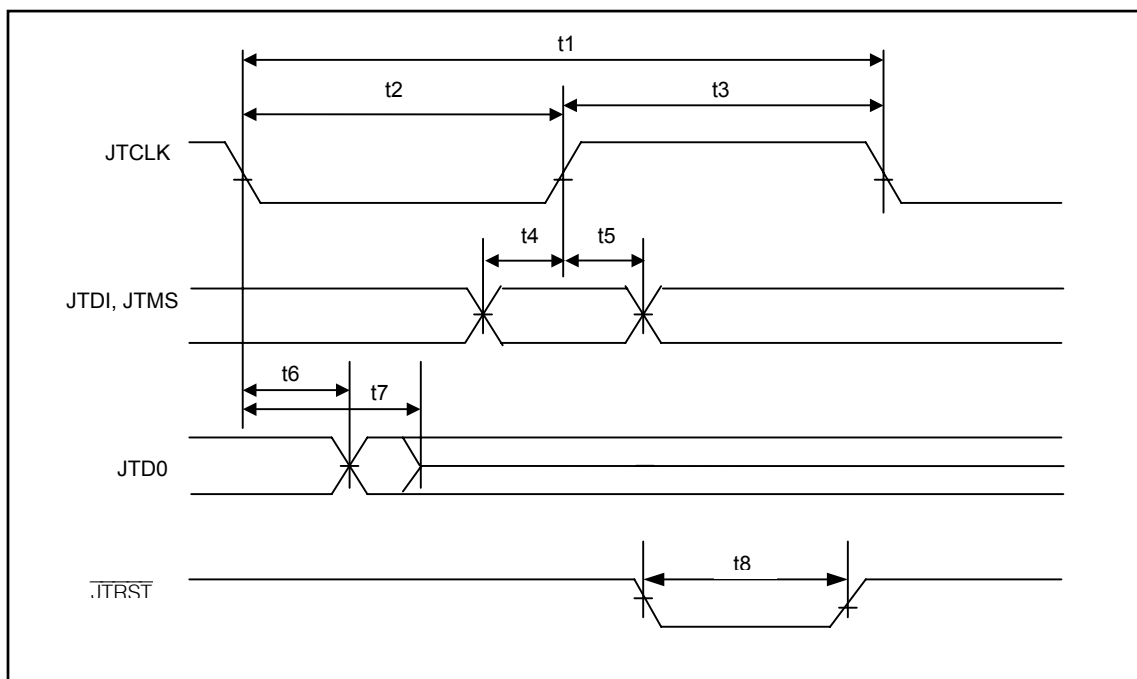 t1
t2 t3
JTCLK
t4 t5
JTDI, JTMS
t6
t7
JTD0
t8
JTRST